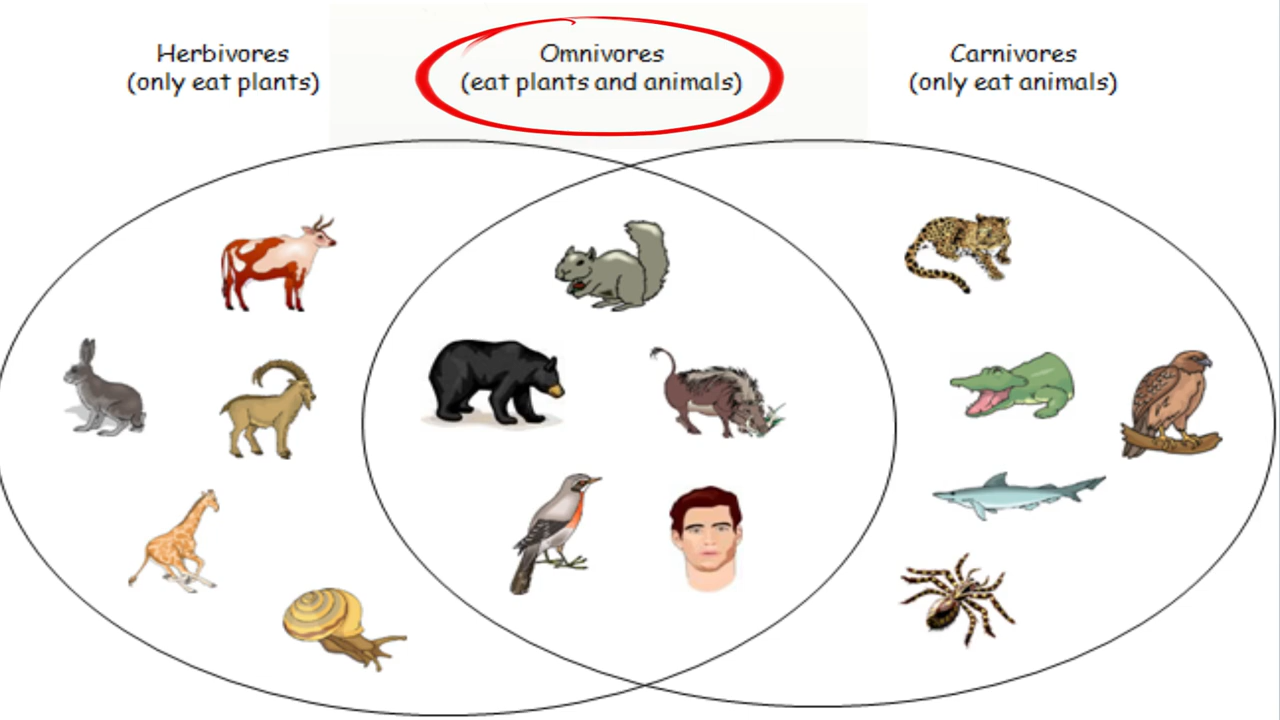 Herbivores
(only eat plants)
Omnivores
(eat plants and animals)
Carnivores
(only eat animals)